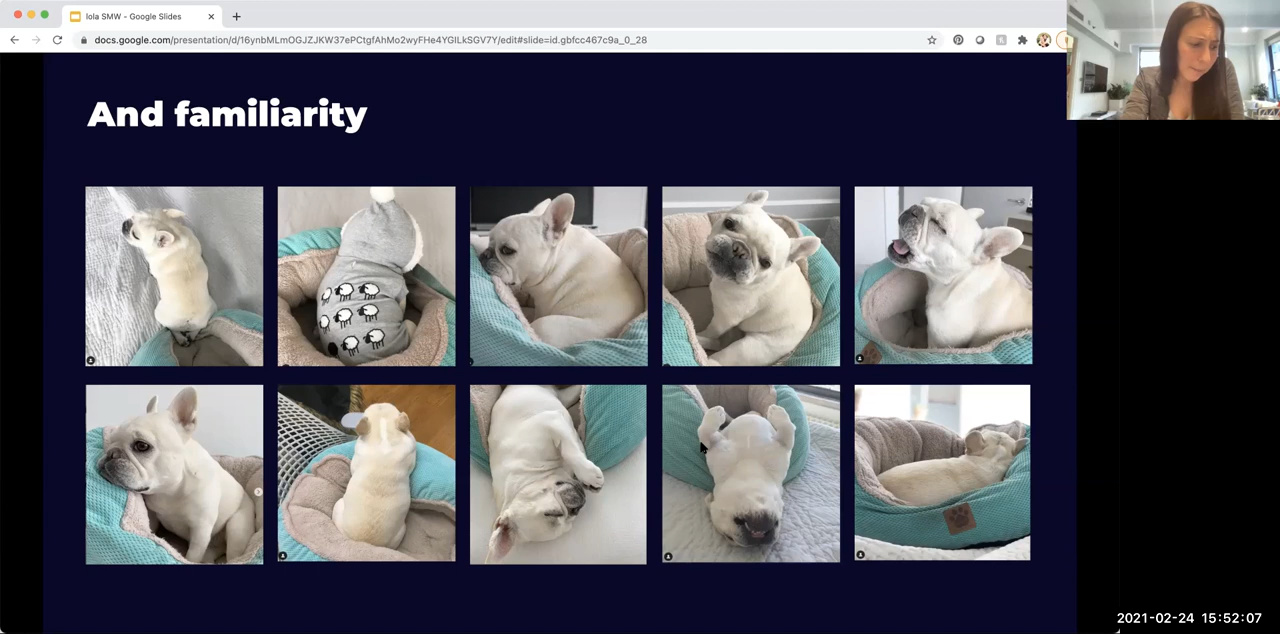 Iola SMW - Google Slides
docs.google.com/presentation/d/16ynbMLmOGJZJKW37ePCtgfAhMo2wyFHe4YGILkSGV7Y/edit#slide=id.gbfcc467c9a_0_28
And familiarity
2021-02-24 15:52:07